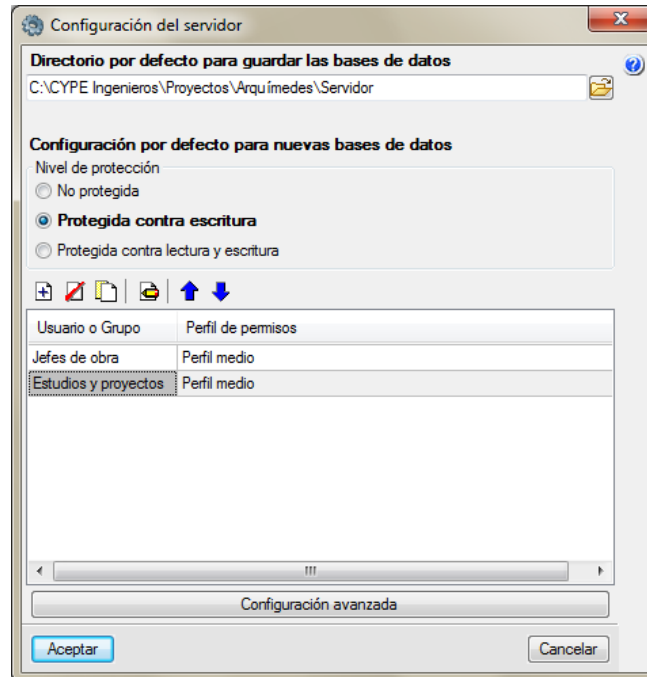 Configuración del servidor
Directorio por defecto para guardar las bases de datos
C:\CYPE Ingenieros\Proyectos\Arquímedes\Servidor
Configuración por defecto para nuevas bases de datos
Nivel de protección
No protegida
Protegida contra escritura
Protegida contra lectura y escritura
Usuario o Grupo Perfil de permisos
Jefes de obra Perfil medio
Estudios y proyectos Perfil medio
Configuración avanzada
Aceptar Cancelar